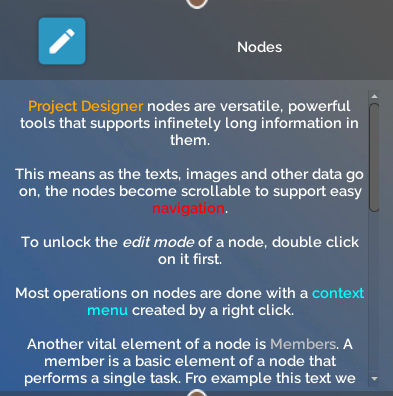 Nodes
Project Designer nodes are versatile, powerful
tools that supports infinetely long information in
them.
This means as the texts, images and other data go
on, the nodes become scrollable to support easy
navigation.
To unlock the edit mode of a node, double click
on it first.
Most operations on nodes are done with a context
menu created by a right click.
Another vital element of a node is Members. A
member is a basic element of a node that
performs a single task. Fro example this text we